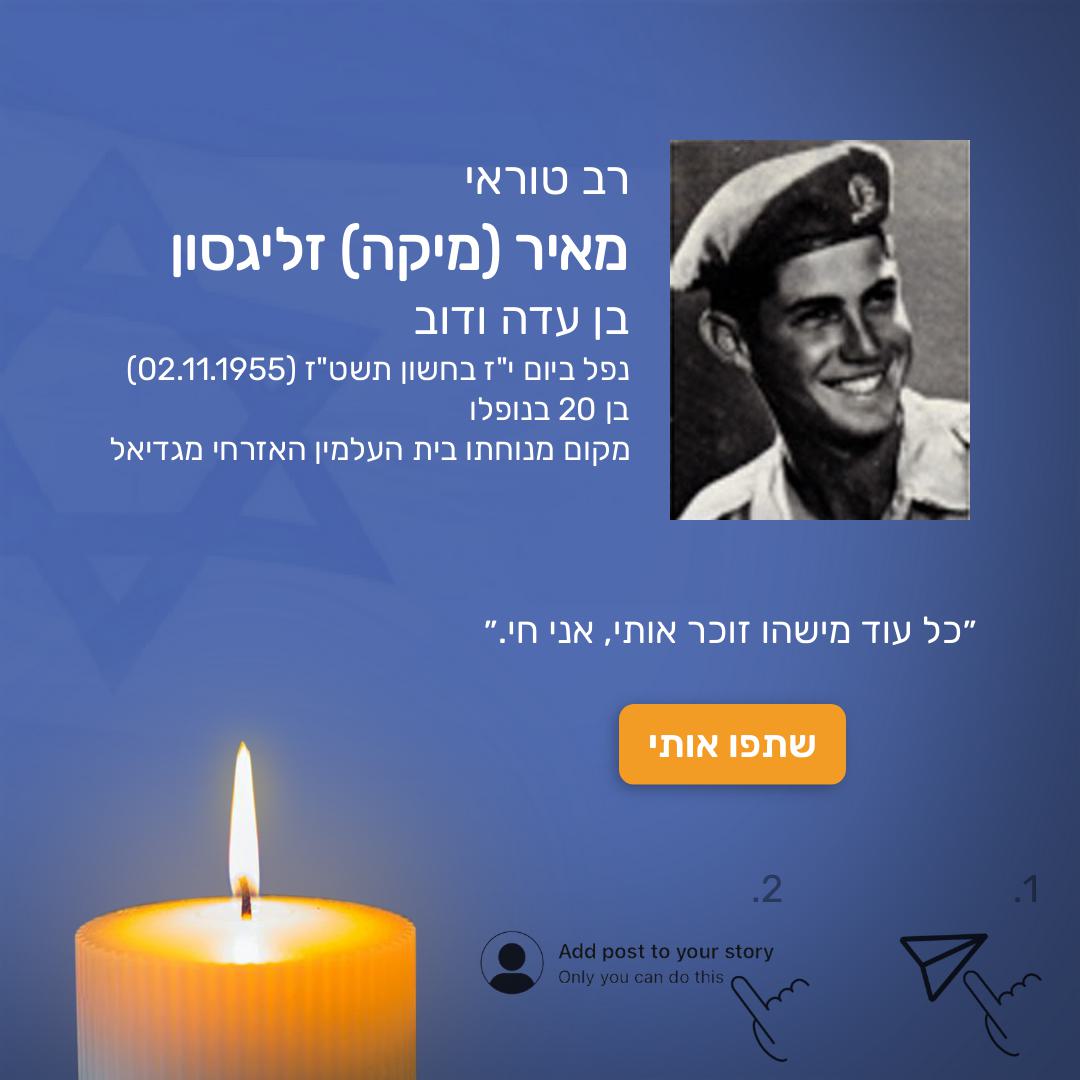 רב טוראי
מאיר (מיקה) זליגסון
בן עדה ודוב
נפל ביום י"ז בחשון תשט"ז (02.11.1955)
בן 20 בנופלו
מקום מנוחתו בית העלמין האזרחי מגדיאל
״כל עוד מישהו זוכר אותי, אני חי.״
שתפו אותי
1.
2.
Add post to your story
Only you can do this